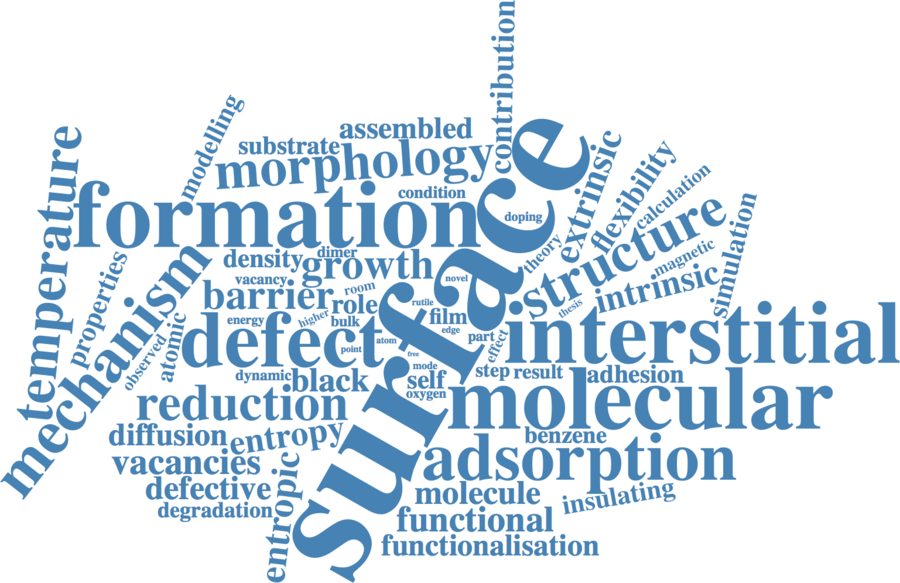 contribution
modelling
assembled
substrate
morphology
temperature
formation
surface
condition
doping
extrinsic
flexibility
calculation
structure
theory
magnetic
intrinsic
simulation
thesis
density
dimer
growth
novel
vacancy
room
barrier
role
rutile
film
edge
properties
mechanism
observed
atomic
energy
higher
bulk
defect
point
atom
free
mode
part
effect
interstitial
dynamic
black
self
oxygen
step
result
adhesion
reduction
molecular
diffusion
entropy
benzene
vacancies
adsorption
defective
entropic
molecule
insulating
degradation
functional
functionalisation